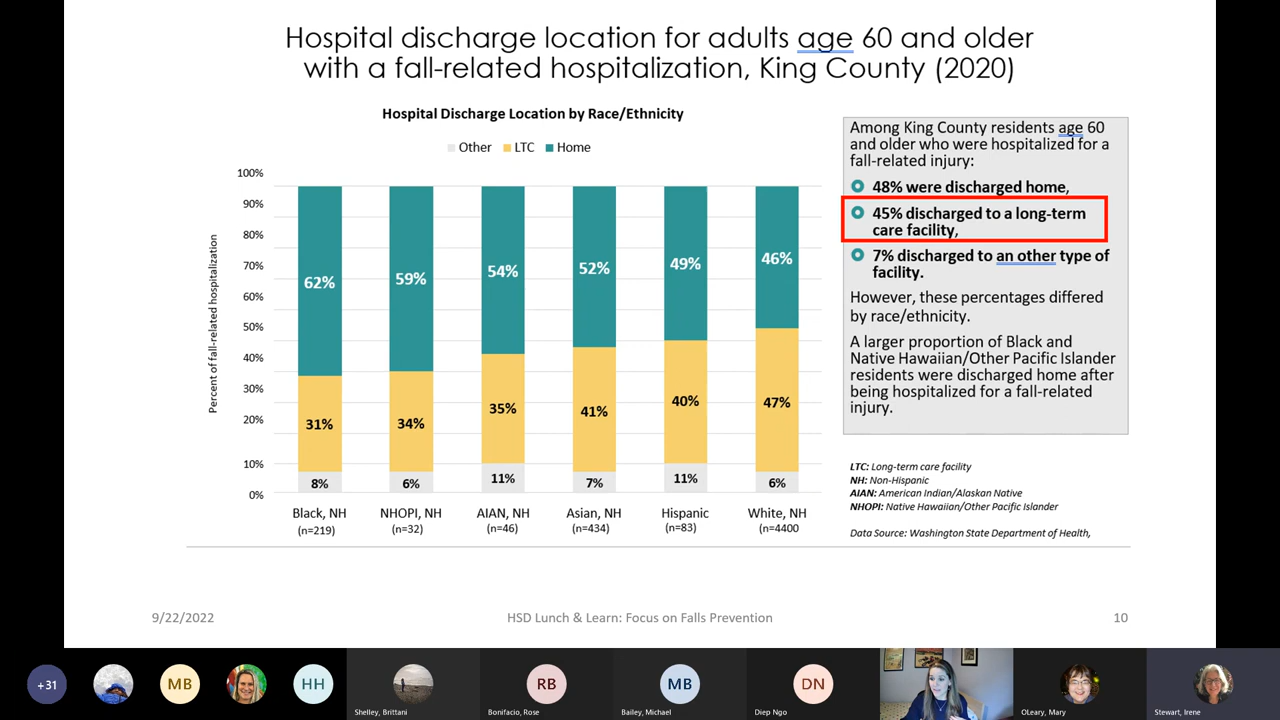 Hospital discharge location for adults age 60 and older
with a fall-related hospitalization, King County (2020)
Hospital Discharge Location by Race/Ethnicity
Other LTC Home
Percent of fall-related hospitalization
100%
90%
80%
70%
60%
50%
40%
30%
20%
10%
0%
62% 59% 54% 52% 49% 46%
31% 34% 35% 41% 40% 47%
8% 6% 11% 7% 11% 6%
Black, NH NHOPI, NH AIAN, NH Asian, NH Hispanic White, NH
(n=219) (n=32) (n=46) (n=434) (n=83) (n=4400
Among King County residents age 60
and older who were hospitalized for a
fall-related injury:
48% were discharged home,
45% discharged to a long-term
care facility,
7% discharged to an other type of
facility.
However, these percentages differed
by race/ethnicity.
A larger proportion of Black and
Native Hawaiian/Other Pacific Islander
residents were discharged home after
being hospitalized for a fall-related
injury.
LTC: Long-term care facility
NH: Non-Hispanic
AIAN: American Indian/Alaskan Native
NHOPI: Native Hawaiian/Other Pacific Islander
Data Source: Washington State Department of Health,
9/22/2022 HSD Lunch & Learn: Focus on Falls Prevention 10
+31 MB HH RB MB DN
Shelley, Brittani Bonifacio, Rose Bailey, Michael Diep Ngo OLeary, Mary Stewart, Irene